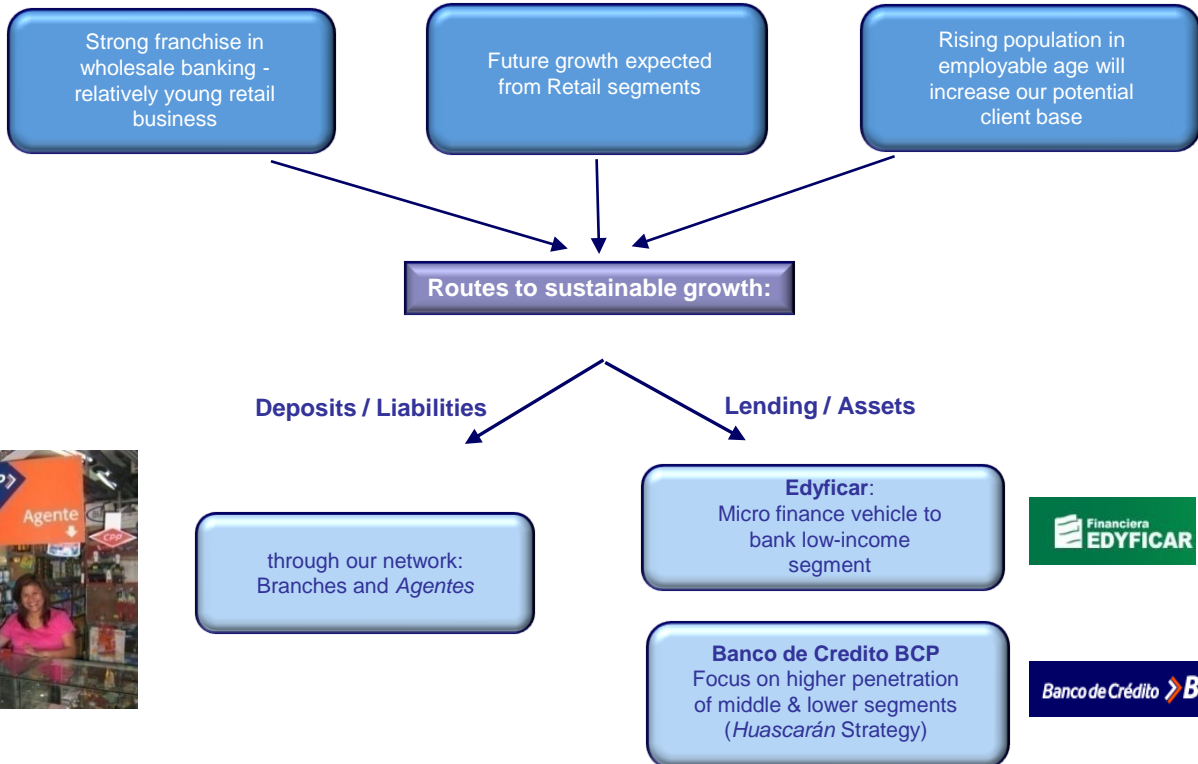 Strong franchise in
wholesale banking -
relatively young retail
business
Future growth expected
from Retail segments
Rising population in
employable age will
increase our potential
client base
Routes to sustainable growth:
Deposits / Liabilities
Lending / Assets
Agente
CPP
through our network:
Branches and Agentes
Edyficar:
Micro finance vehicle to
bank low-income
segment
Financiera
EDYFICAR
Banco de Credito BCP
Focus on higher penetration
of middle & lower segments
(Huascarán Strategy)
Banco de Crédito